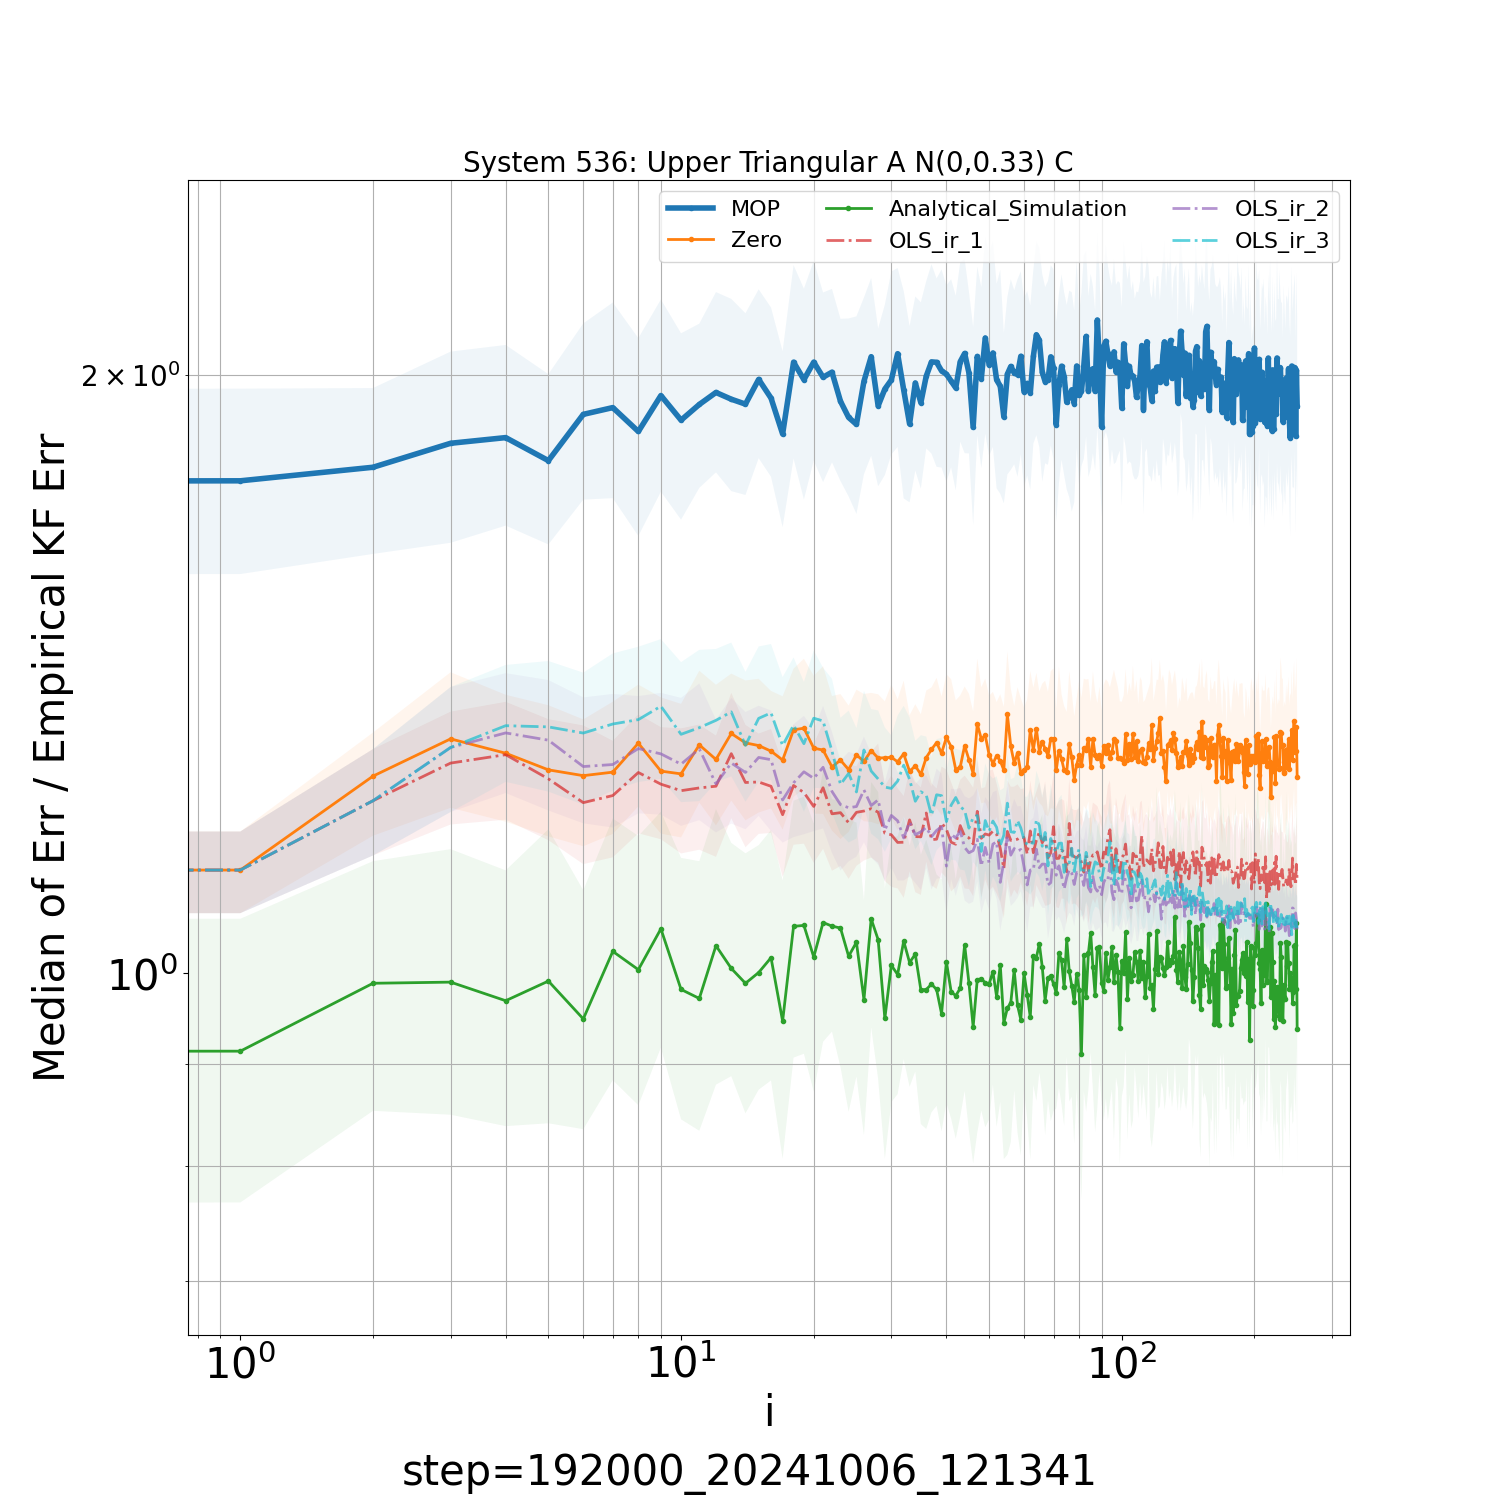 System 536: Upper Triangular A N(0,0.33) C
MOP
Zero
Analytical_Simulation
OLS_ir_1
OLS_ir_2
OLS_ir_3
2 × 10⁰
10⁰
Median of Err / Empirical KF Err
10⁰ 10¹ 10²
i
step=192000_20241006_121341